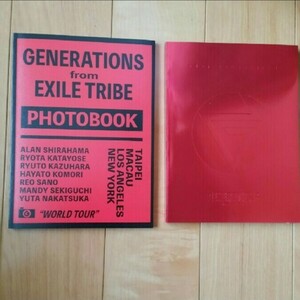 GENERATIONS
from
EXILE TRIBE
PHOTOBOOK
ALAN SHIRAHAMA
RYOTA KATAYOSE
RYUTO KAZUHARA
HAYATO KOMORI
REO SANO
MANDY SEKIGUCHI
YUTA NAKATSUKA
"WORLD TOUR"
TAIPEI
MACAU
LOS ANGELES
NEW YORK